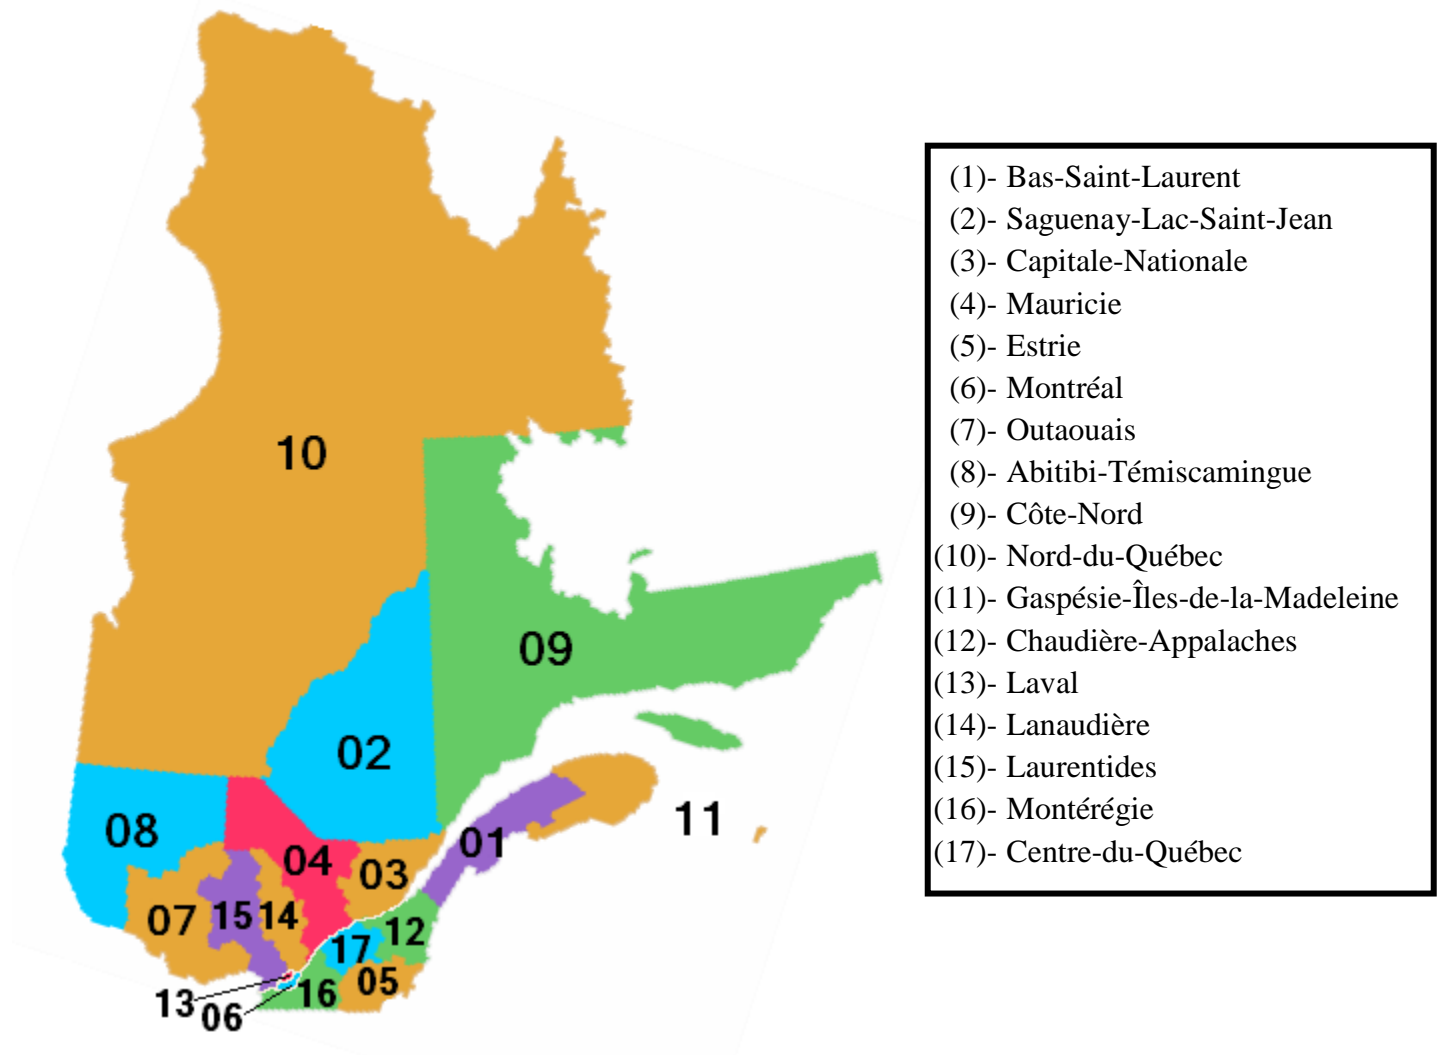 10
09
02
08
01
11
04
03
07
15
14
12
17
05
16
13
06
(1)- Bas-Saint-Laurent
(2)- Saguenay-Lac-Saint-Jean
(3)- Capitale-Nationale
(4)- Mauricie
(5)- Estrie
(6)- Montréal
(7)- Outaouais
(8)- Abitibi-Témiscamingue
(9)- Côte-Nord
(10)- Nord-du-Québec
(11)- Gaspésie-Îles-de-la-Madeleine
(12)- Chaudière-Appalaches
(13)- Laval
(14)- Lanaudière
(15)- Laurentides
(16)- Montérégie
(17)- Centre-du-Québec